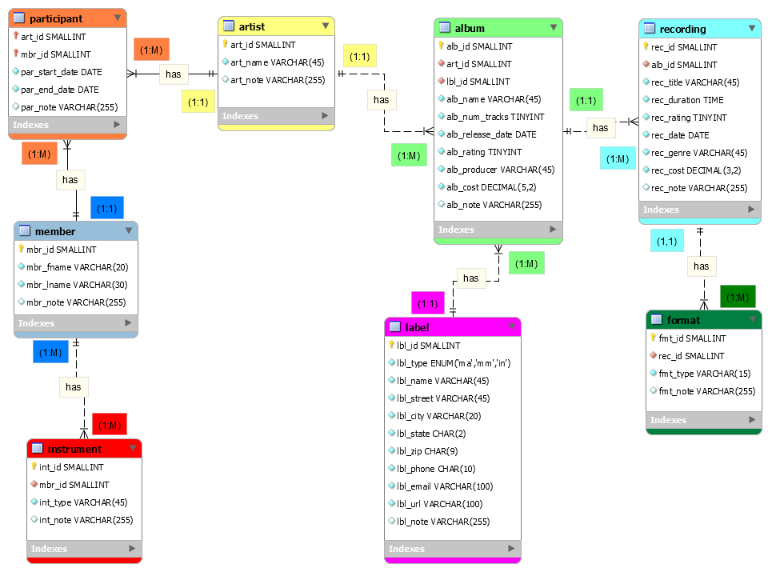 participant
art_id SMALLINT
mbr_id SMALLINT
par_start_date DATE
par_end_date DATE
par_note VARCHAR(255)
Indexes
(1:M)
has
(1:1)
artist
art_id SMALLINT
art_name VARCHAR(45)
art_note VARCHAR(255)
Indexes
(1:1)
has
(1:M)
album
alb_id SMALLINT
art_id SMALLINT
lbl_id SMALLINT
alb_name VARCHAR(45)
alb_num_tracks TINYINT
alb_release_date DATE
alb_rating TINYINT
alb_producer VARCHAR(45)
alb_cost DECIMAL(5,2)
alb_note VARCHAR(255)
Indexes
(1:1)
has
(1:M)
recording
rec_id SMALLINT
alb_id SMALLINT
rec_title VARCHAR(45)
rec_duration TIME
rec_rating TINYINT
rec_date DATE
rec_genre VARCHAR(45)
rec_cost DECIMAL(3,2)
rec_note VARCHAR(255)
Indexes
(1:M)
has
(1:1)
member
mbr_id SMALLINT
mbr_fname VARCHAR(20)
mbr_lname VARCHAR(30)
mbr_note VARCHAR(255)
Indexes
(1:M)
has
(1:M)
instrument
int_id SMALLINT
mbr_id SMALLINT
int_type VARCHAR(45)
int_note VARCHAR(255)
Indexes
(1:M)
has
(1:1)
label
lbl_id SMALLINT
lbl_type ENUM('ma','mm','in')
lbl_name VARCHAR(45)
lbl_street VARCHAR(45)
lbl_city VARCHAR(20)
lbl_state CHAR(2)
lbl_zip CHAR(9)
lbl_phone CHAR(10)
lbl_email VARCHAR(100)
lbl_url VARCHAR(100)
lbl_note VARCHAR(255)
Indexes
(1,1)
has
(1:M)
format
fmt_id SMALLINT
rec_id SMALLINT
fmt_type VARCHAR(15)
fmt_note VARCHAR(255)
Indexes